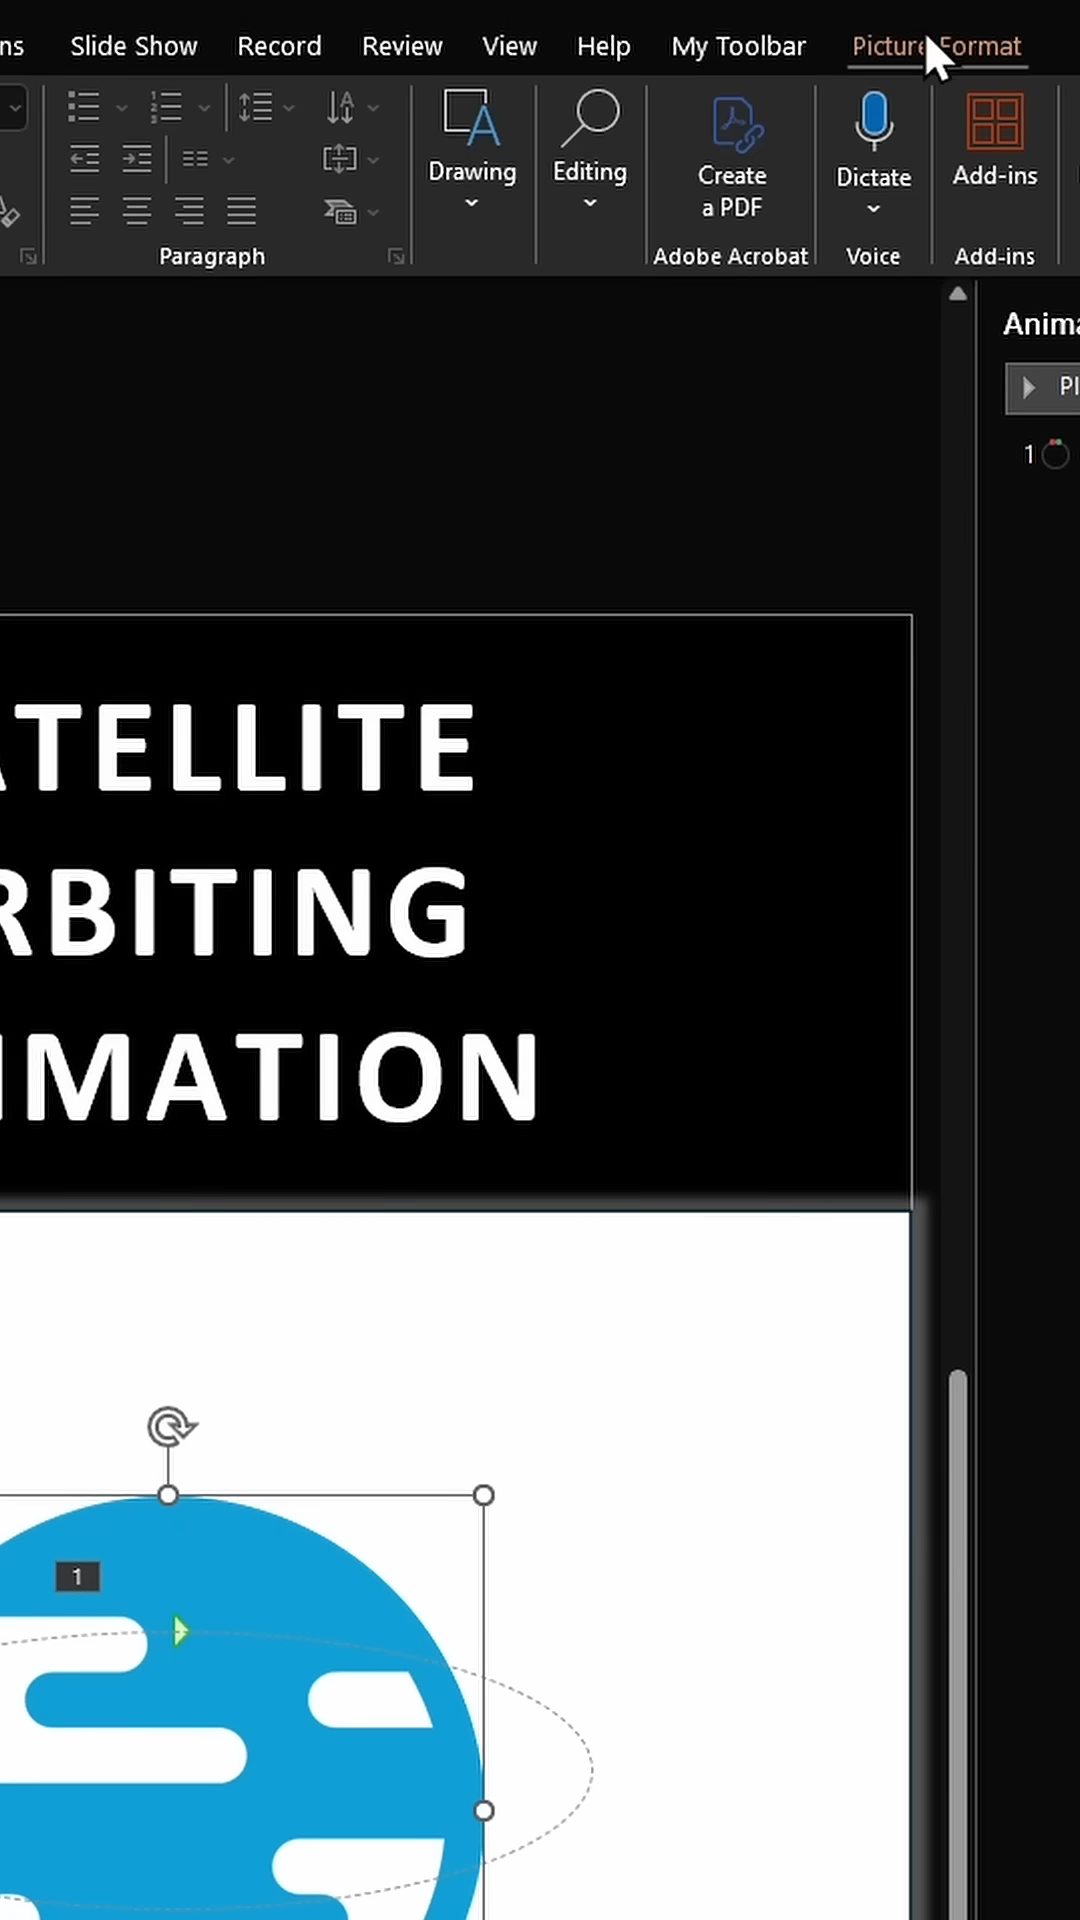 ns Slide Show Record Review View Help My Toolbar Picture Format
Drawing Editing Create a PDF Dictate Add-ins
Paragraph Adobe Acrobat Voice Add-ins
Anima
Pl
1
ATELLITE
RBITING
IMATION
1